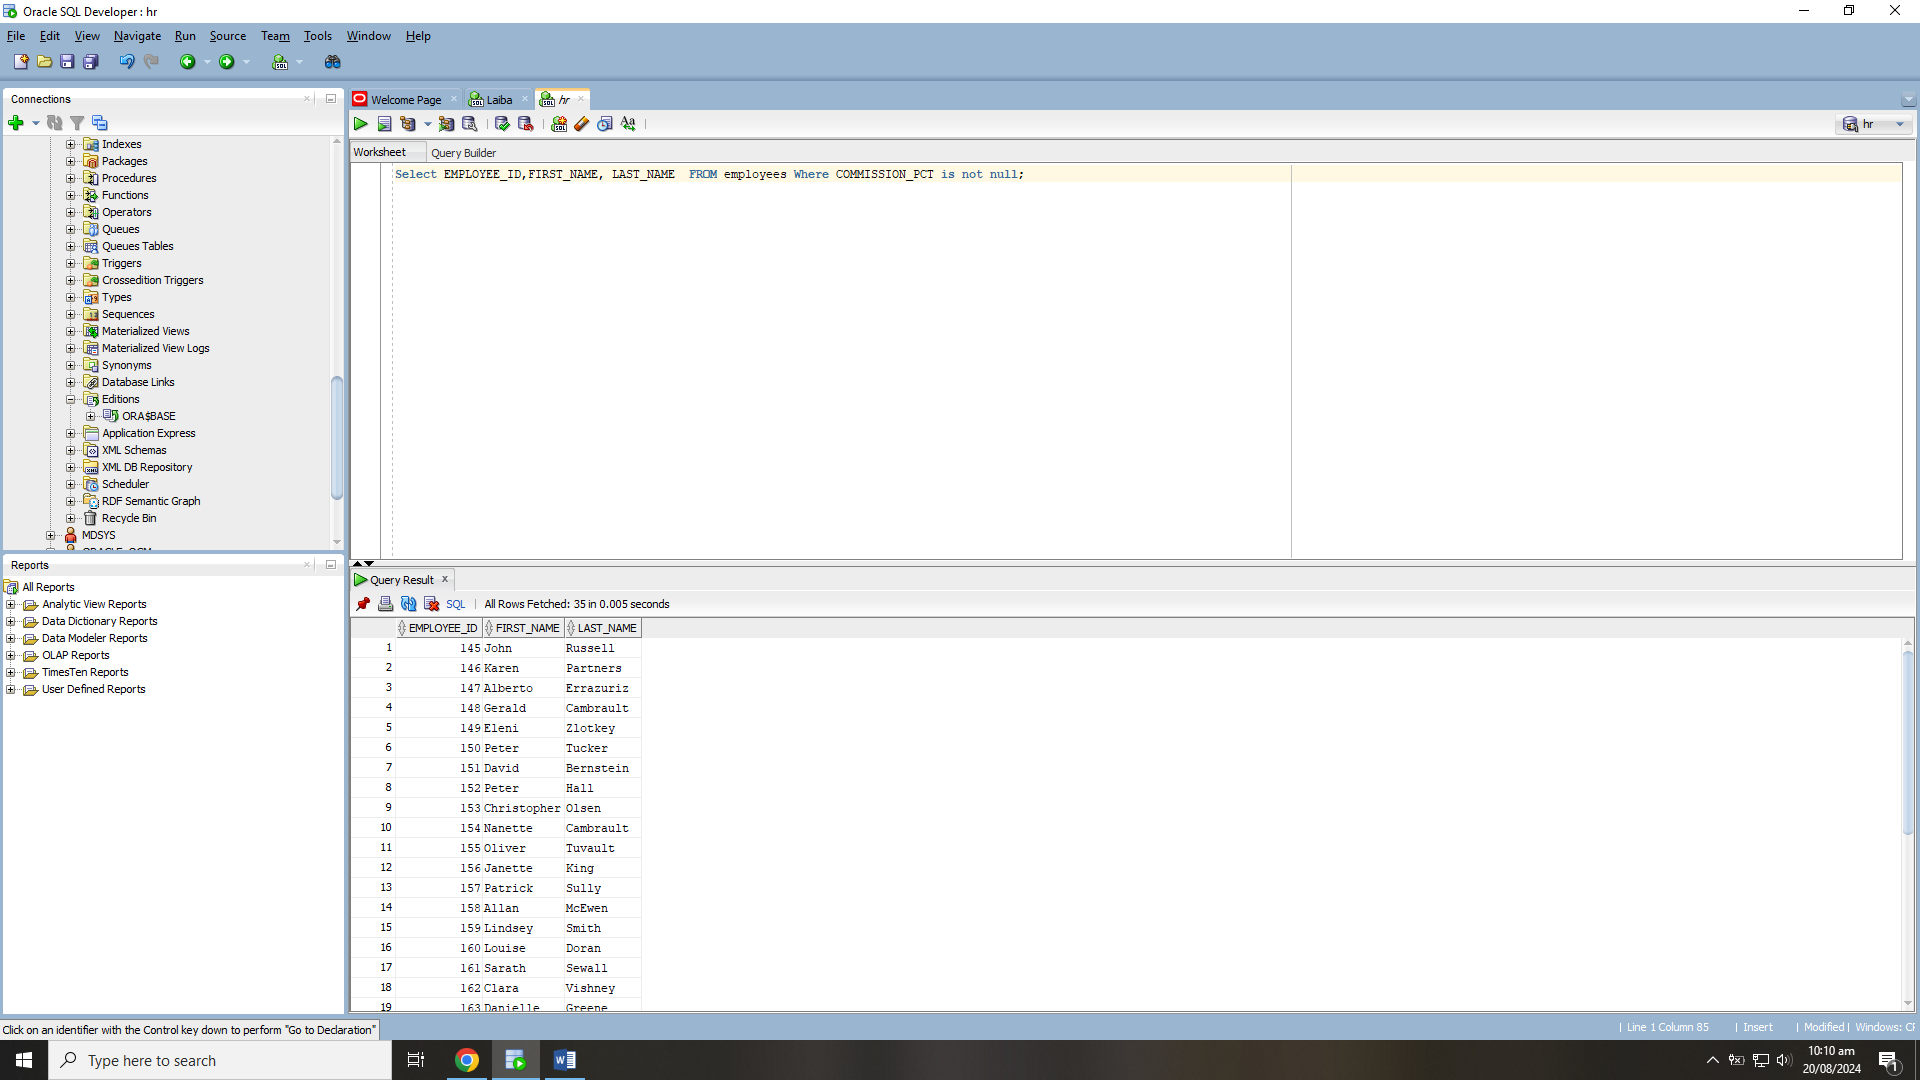 Oracle SQL Developer : hr
File Edit View Navigate Run Source Team Tools Window Help
Connections
Indexes
Packages
Procedures
Functions
Operators
Queues
Queues Tables
Triggers
Crossedition Triggers
Types
Sequences
Materialized Views
Materialized View Logs
Synonyms
Database Links
Editions
ORA$BASE
Application Express
XML Schemas
XML DB Repository
Scheduler
RDF Semantic Graph
Recycle Bin
MDSYS
Reports
All Reports
Analytic View Reports
Data Dictionary Reports
Data Modeler Reports
OLAP Reports
TimesTen Reports
User Defined Reports
Welcome Page Laiba hr
hr
Worksheet Query Builder
Select EMPLOYEE_ID,FIRST_NAME, LAST_NAME  FROM employees Where COMMISSION_PCT is not null;
Query Result
SQL | All Rows Fetched: 35 in 0.005 seconds
EMPLOYEE_ID FIRST_NAME LAST_NAME
1 145 John Russell
2 146 Karen Partners
3 147 Alberto Errazuriz
4 148 Gerald Cambrault
5 149 Eleni Zlotkey
6 150 Peter Tucker
7 151 David Bernstein
8 152 Peter Hall
9 153 Christopher Olsen
10 154 Nanette Cambrault
11 155 Oliver Tuvault
12 156 Janette King
13 157 Patrick Sully
14 158 Allan McEwen
15 159 Lindsey Smith
16 160 Louise Doran
17 161 Sarath Sewall
18 162 Clara Vishney
19 163 Danielle Greene
Click on an identifier with the Control key down to perform "Go to Declaration"
| Line 1 Column 85 | Insert | Modified | Windows: CF
Type here to search
10:10 am
20/08/2024
1